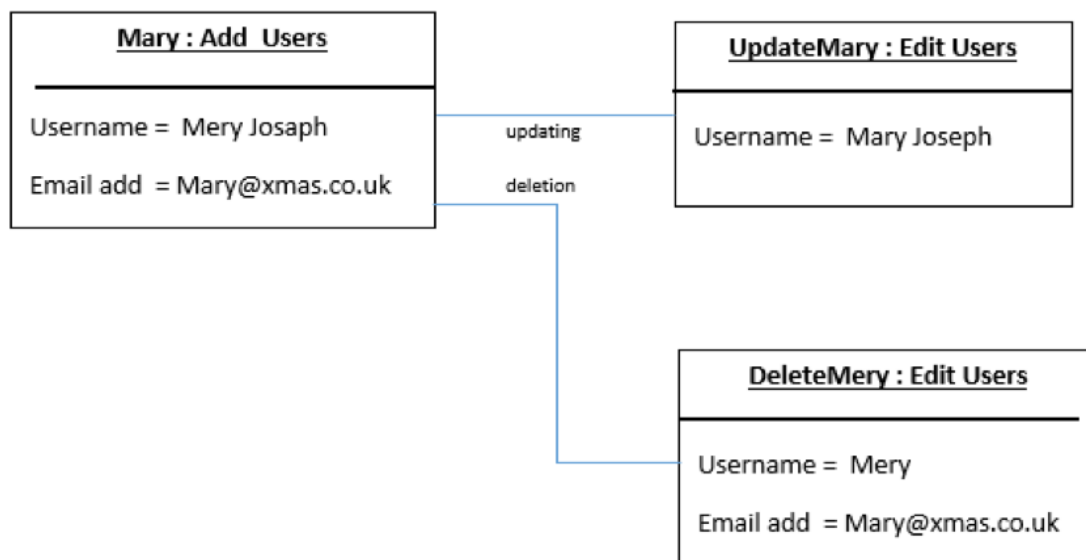 Mary : Add Users
Username = Mery Josaph
Email add = Mary@xmas.co.uk
updating
deletion
UpdateMary : Edit Users
Username = Mary Joseph
DeleteMery : Edit Users
Username = Mery
Email add = Mary@xmas.co.uk